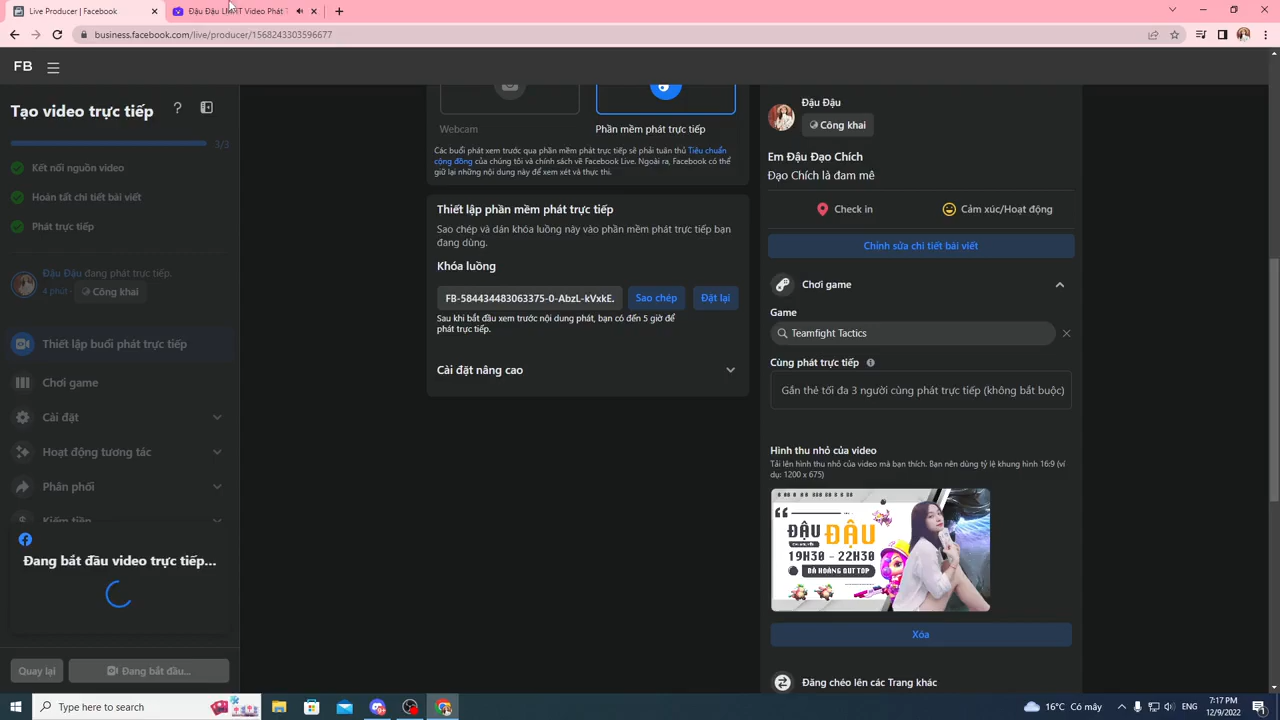 Live Producer | Facebook
Đậu Đậu LMHT Video Phát
business.facebook.com/live/producer/1568243303596677
FB
Tạo video trực tiếp
3/3
Kết nối nguồn video
Hoàn tất chi tiết bài viết
Phát trực tiếp
Đậu Đậu đang phát trực tiếp.
4 phút · Công khai
Thiết lập buổi phát trực tiếp
Chơi game
Cài đặt
Hoạt động tương tác
Phân phối
Kiếm tiền
Đang bắt đầu video trực tiếp...
Quay lại
Đang bắt đầu...
Webcam
Phần mềm phát trực tiếp
Các buổi phát xem trước qua phần mềm phát trực tiếp sẽ phải tuân thủ Tiêu chuẩn
cộng đồng của chúng tôi và chính sách về Facebook Live. Ngoài ra, Facebook có thể
giữ lại những nội dung này để xem xét và thực thi.
Thiết lập phần mềm phát trực tiếp
Sao chép và dán khóa luồng này vào phần mềm phát trực tiếp bạn
đang dùng.
Khóa luồng
FB-584434483063375-0-AbzL-kVxkE.
Sao chép
Đặt lại
Sau khi bắt đầu xem trước nội dung phát, bạn có đến 5 giờ để
phát trực tiếp.
Cài đặt nâng cao
Đậu Đậu
Công khai
Em Đậu Đạo Chích
Đạo Chích là đam mê
Check in
Cảm xúc/Hoạt động
Chỉnh sửa chi tiết bài viết
Chơi game
Game
Teamfight Tactics
Cùng phát trực tiếp
Gắn thẻ tối đa 3 người cùng phát trực tiếp (không bắt buộc)
Hình thu nhỏ của video
Tải lên hình thu nhỏ của video mà bạn thích. Bạn nên dùng tỷ lệ khung hình 16:9 (ví
dụ: 1200 x 675)
ĐẬU ĐẬU
19H30 - 22H30
BÀ HOÀNG OUT TOP
Xóa
Đăng chéo lên các Trang khác
Type here to search
16°C Có mây
ENG
7:17 PM
12/9/2022